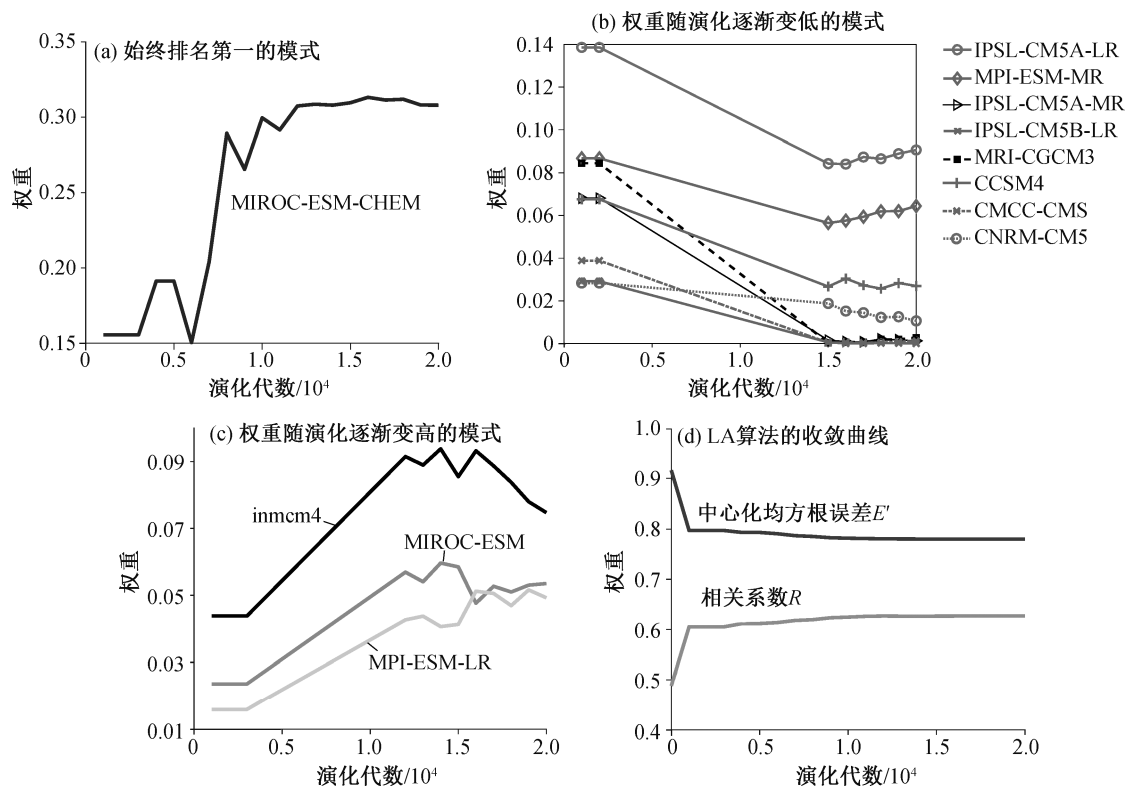 (a) 始终排名第一的模式
0.35
0.30
0.25
0.20
0.15
权重
MIROC-ESM-CHEM
0
0.5
1.0
1.5
2.0
演化代数/10⁴
(b) 权重随演化逐渐变低的模式
0.14
0.12
0.10
0.08
0.06
0.04
0.02
0
权重
0
0.5
1.0
1.5
2.0
演化代数/10⁴
IPSL-CM5A-LR
MPI-ESM-MR
IPSL-CM5A-MR
IPSL-CM5B-LR
MRI-CGCM3
CCSM4
CMCC-CMS
CNRM-CM5
(c) 权重随演化逐渐变高的模式
0.09
0.07
0.05
0.03
0.01
权重
inmcm4
MIROC-ESM
MPI-ESM-LR
0
0.5
1.0
1.5
2.0
演化代数/10⁴
(d) LA算法的收敛曲线
1.0
0.9
0.8
0.7
0.6
0.5
0.4
权重
中心化均方根误差E′
相关系数R
0
0.5
1.0
1.5
2.0
演化代数/10⁴